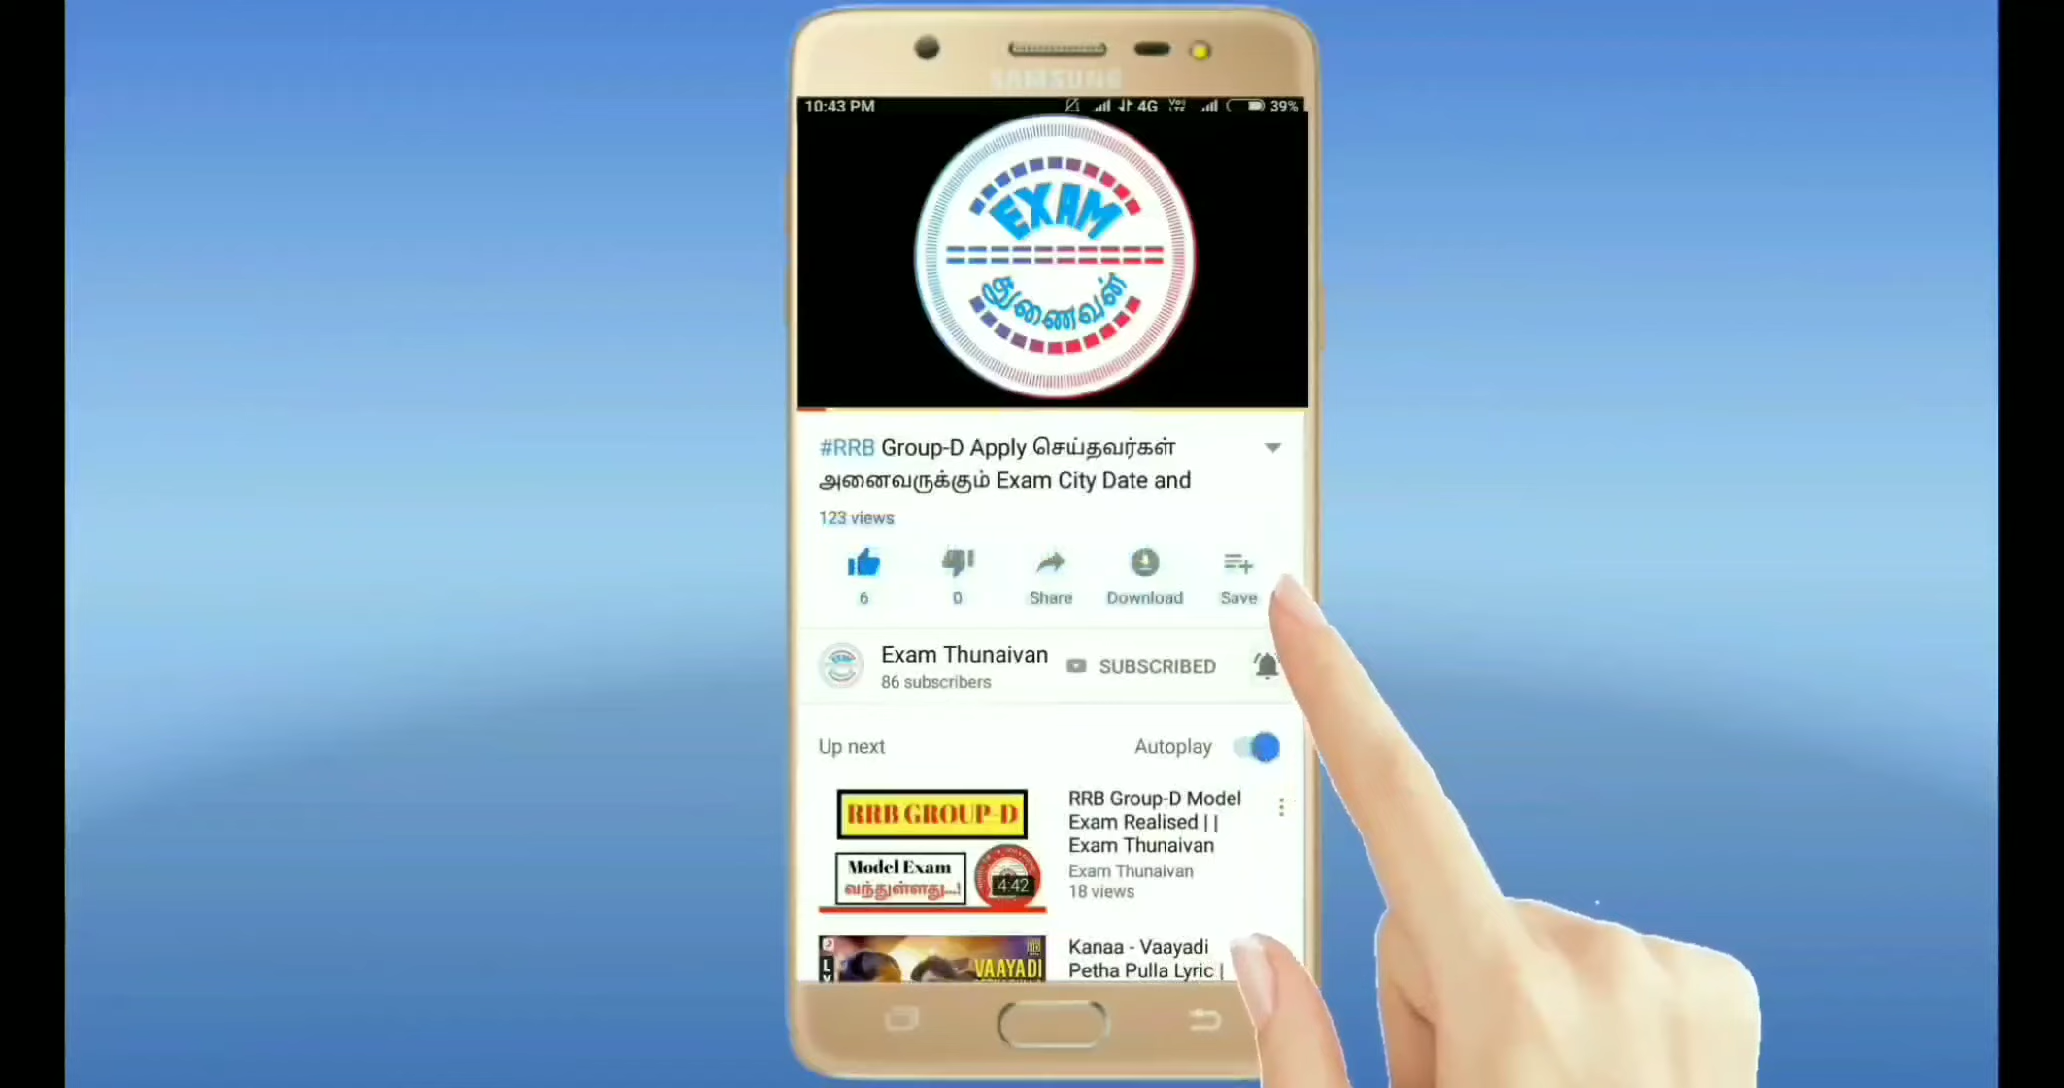 SAMSUNG
10:43 PM
4G
39%
EXAM
துணைவன்
#RRB Group-D Apply செய்தவர்கள்
அனைவருக்கும் Exam City Date and
123 views
6
0
Share
Download
Save
Exam Thunaivan
SUBSCRIBED
86 subscribers
Up next
Autoplay
RRB GROUP-D
Model Exam
வந்துள்ளது...!
4:42
RRB Group-D Model
Exam Realised ||
Exam Thunaivan
Exam Thunaivan
18 views
VAAYADI
Kanaa - Vaayadi
Petha Pulla Lyric |